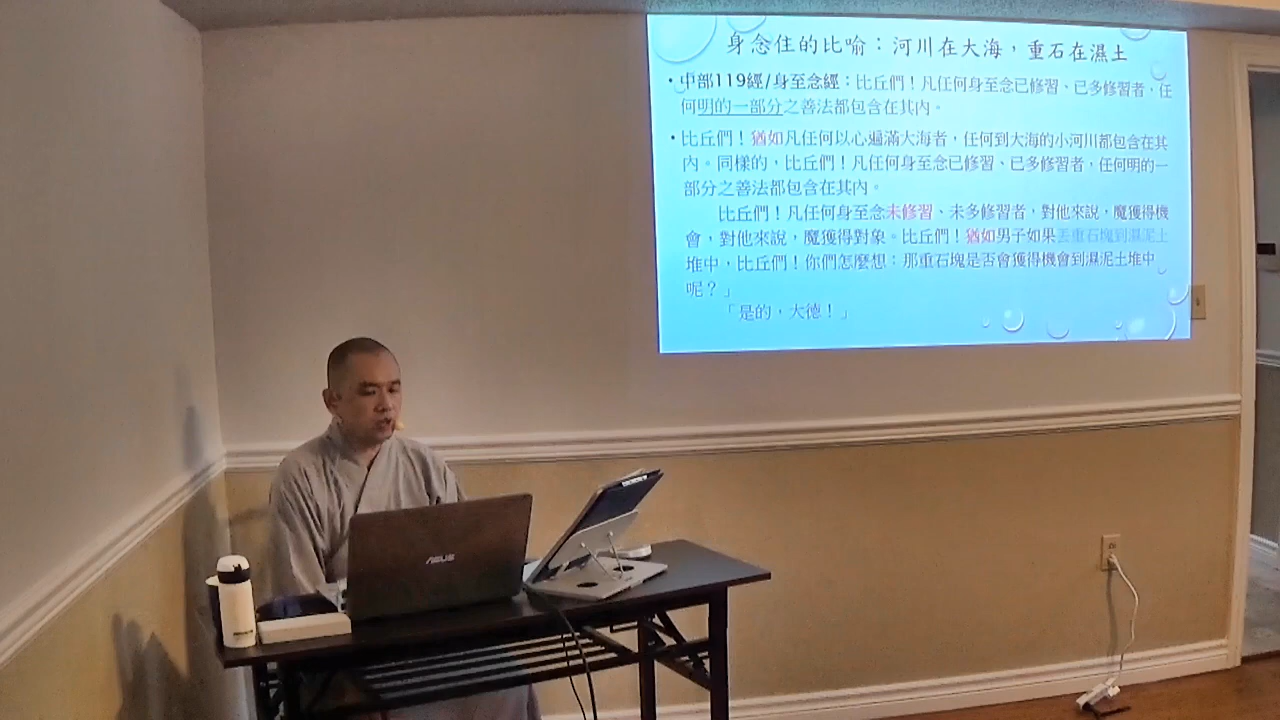 身念住的比喻：河川在大海，重石在濕土
• 中部119經/身至念經：比丘們！凡任何身至念已修習、已多修習者，任
何明的一部分之善法都包含在其內。
• 比丘們！猶如凡任何以心遍滿大海者，任何到大海的小河川都包含在其
內。同樣的，比丘們！凡任何身至念已修習、已多修習者，任何明的一
部分之善法都包含在其內。
比丘們！凡任何身至念未修習、未多修習者，對他來說，魔獲得機
會，對他來說，魔獲得對象。比丘們！猶如男子如果丟重石塊到濕泥土
堆中，比丘們！你們怎麼想：那重石塊是否會獲得機會到濕泥土堆中
呢？」
「是的，大德！」
ASUS